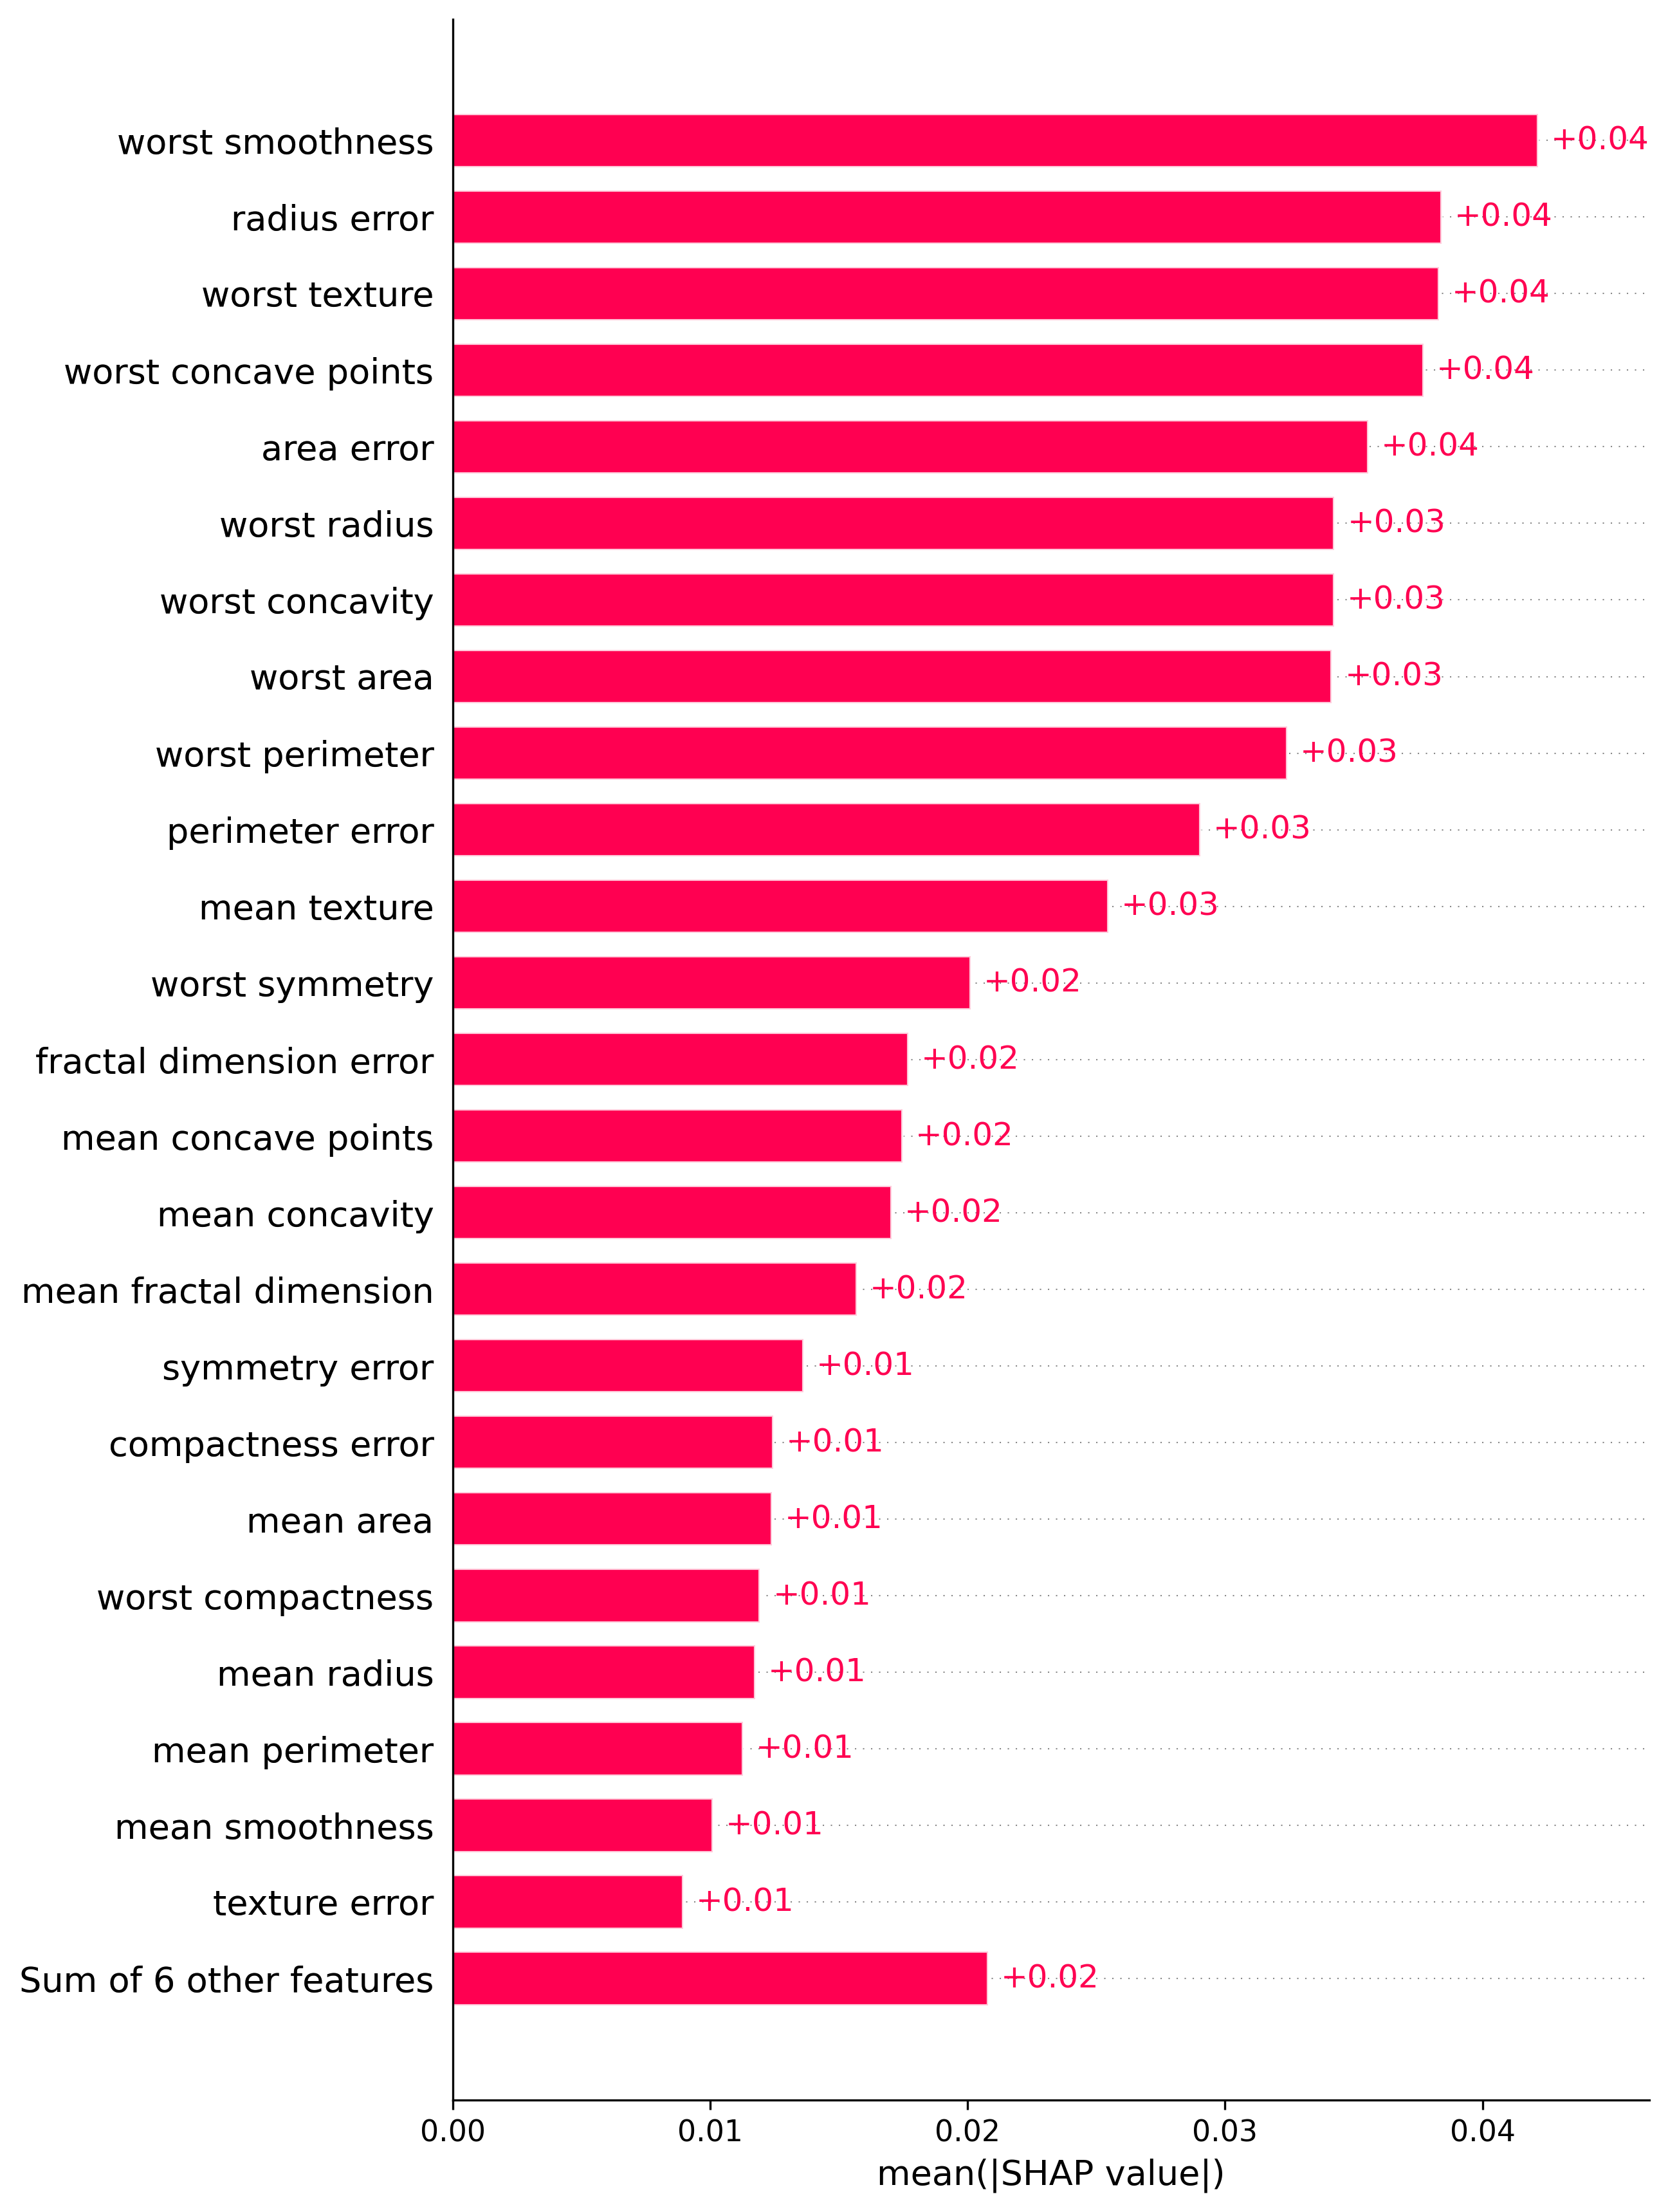 worst smoothness +0.04
radius error +0.04
worst texture +0.04
worst concave points +0.04
area error +0.04
worst radius +0.03
worst concavity +0.03
worst area +0.03
worst perimeter +0.03
perimeter error +0.03
mean texture +0.03
worst symmetry +0.02
fractal dimension error +0.02
mean concave points +0.02
mean concavity +0.02
mean fractal dimension +0.02
symmetry error +0.01
compactness error +0.01
mean area +0.01
worst compactness +0.01
mean radius +0.01
mean perimeter +0.01
mean smoothness +0.01
texture error +0.01
Sum of 6 other features +0.02
0.00 0.01 0.02 0.03 0.04
mean(|SHAP value|)